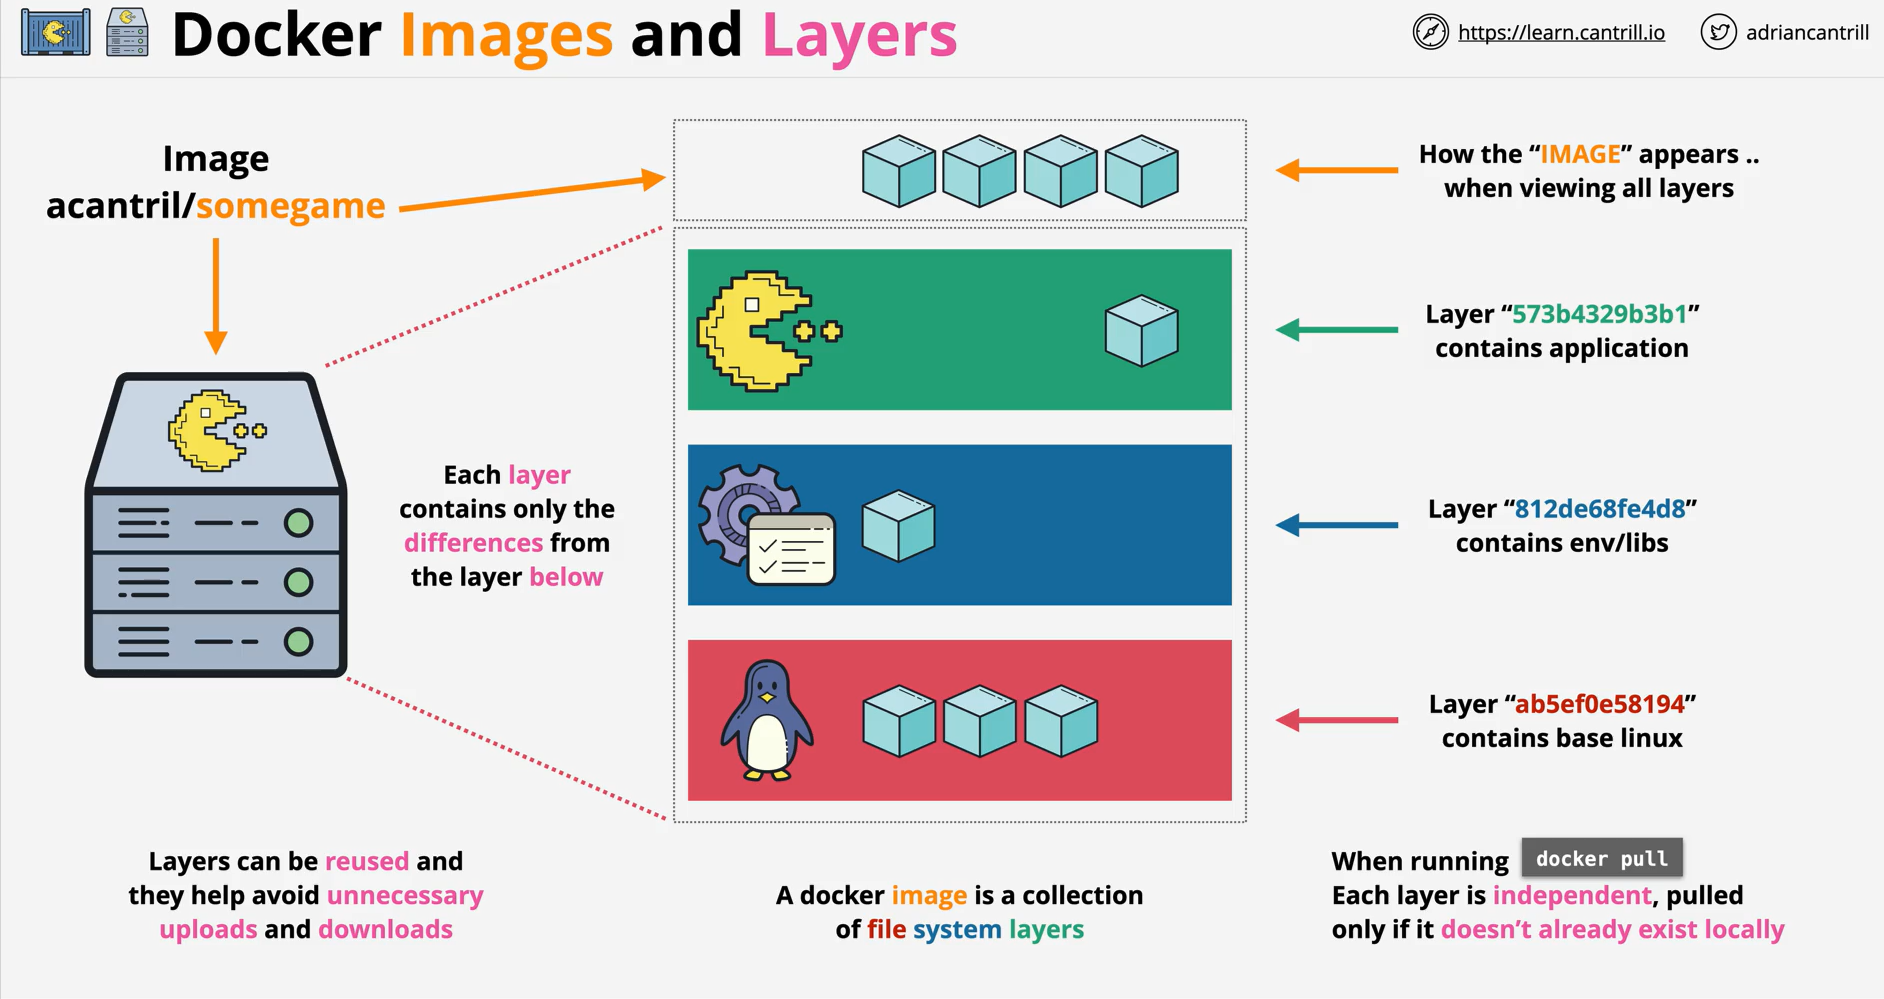 Docker Images and Layers
https://learn.cantrill.io
adriancantrill
Image
acantril/somegame
How the “IMAGE” appears ..
when viewing all layers
Layer “573b4329b3b1”
contains application
Each layer
contains only the
differences from
the layer below
Layer “812de68fe4d8”
contains env/libs
Layer “ab5ef0e58194”
contains base linux
Layers can be reused and
they help avoid unnecessary
uploads and downloads
A docker image is a collection
of file system layers
When running docker pull
Each layer is independent, pulled
only if it doesn’t already exist locally